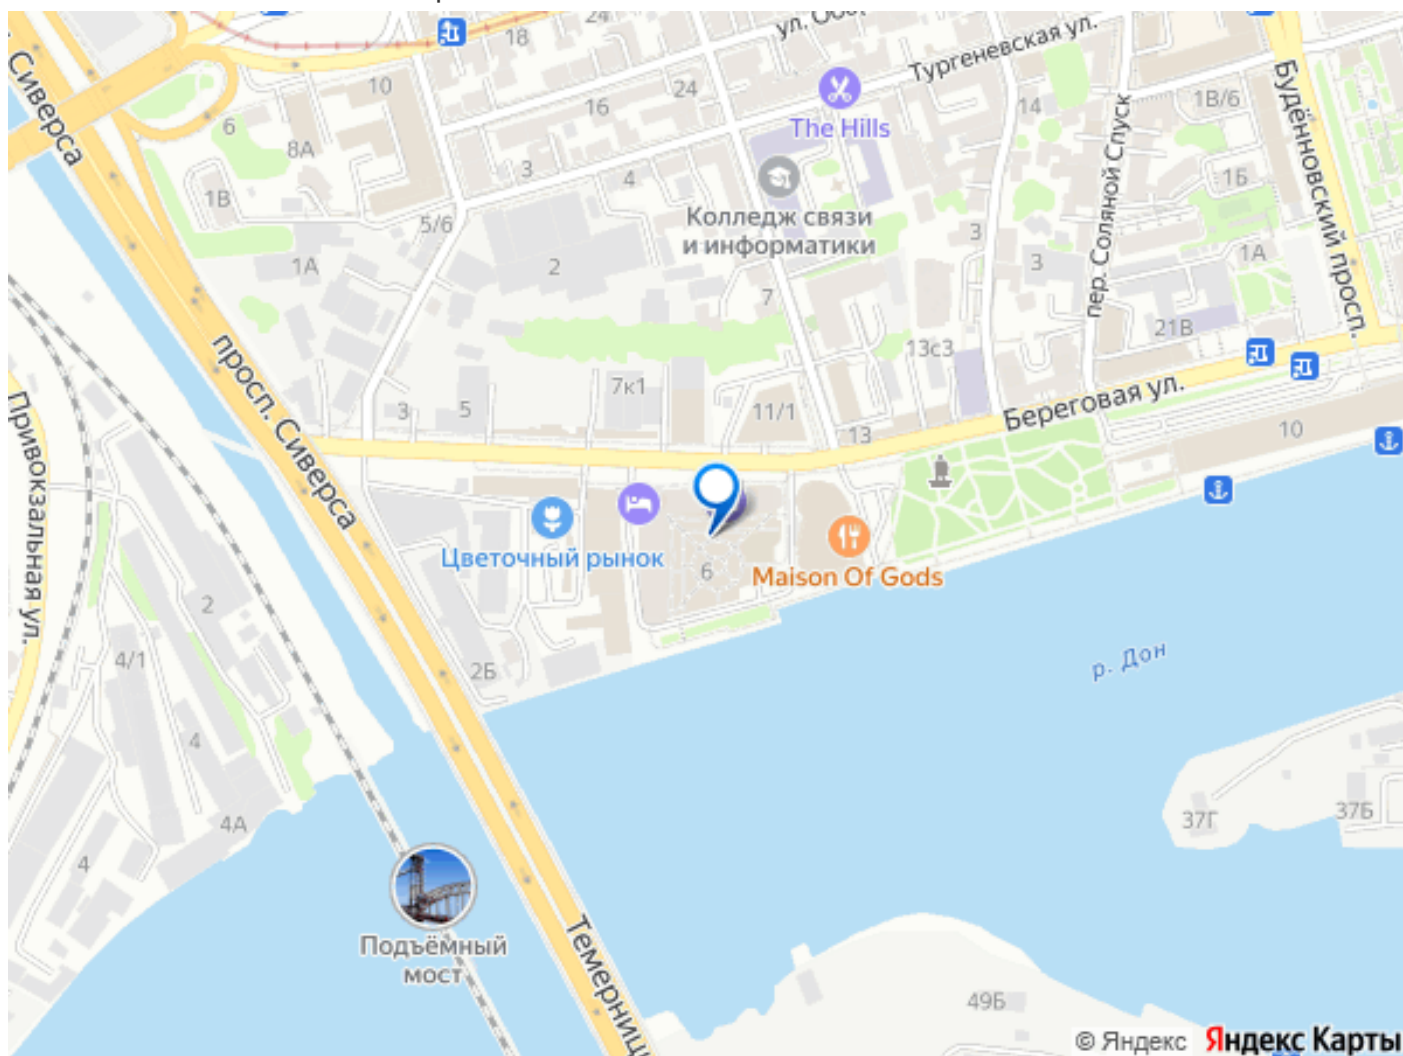 24
18
ул. Обо
Тургеневская ул.
Сиверса
10
16
24
14
1В/6
Будённовский просп.
The Hills
6
8А
3
4
1В
1Б
пер. Соляной Спуск
Колледж связи
и информатики
5/6
3
1А
2
3
1А
7
21В
13с3
просп. Сиверса
7к1
3
5
11/1
Береговая ул.
13
10
Привокзальная ул.
Цветочный рынок
6
Maison Of Gods
2
4/1
2Б
р. Дон
4
37Г
37Б
4А
4
Подъёмный
мост
Темерниц
49Б
© Яндекс
Яндекс Карты